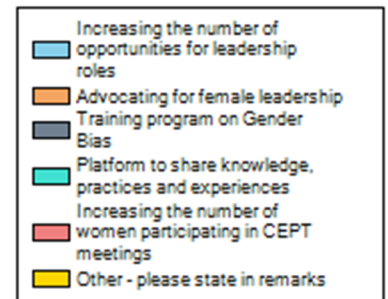 Increasing the number of
opportunities for leadership
roles
Advocating for female leadership
Training program on Gender
Bias
Platform to share knowledge,
practices and experiences
Increasing the number of
women participating in CEPT
meetings
Other - please state in remarks